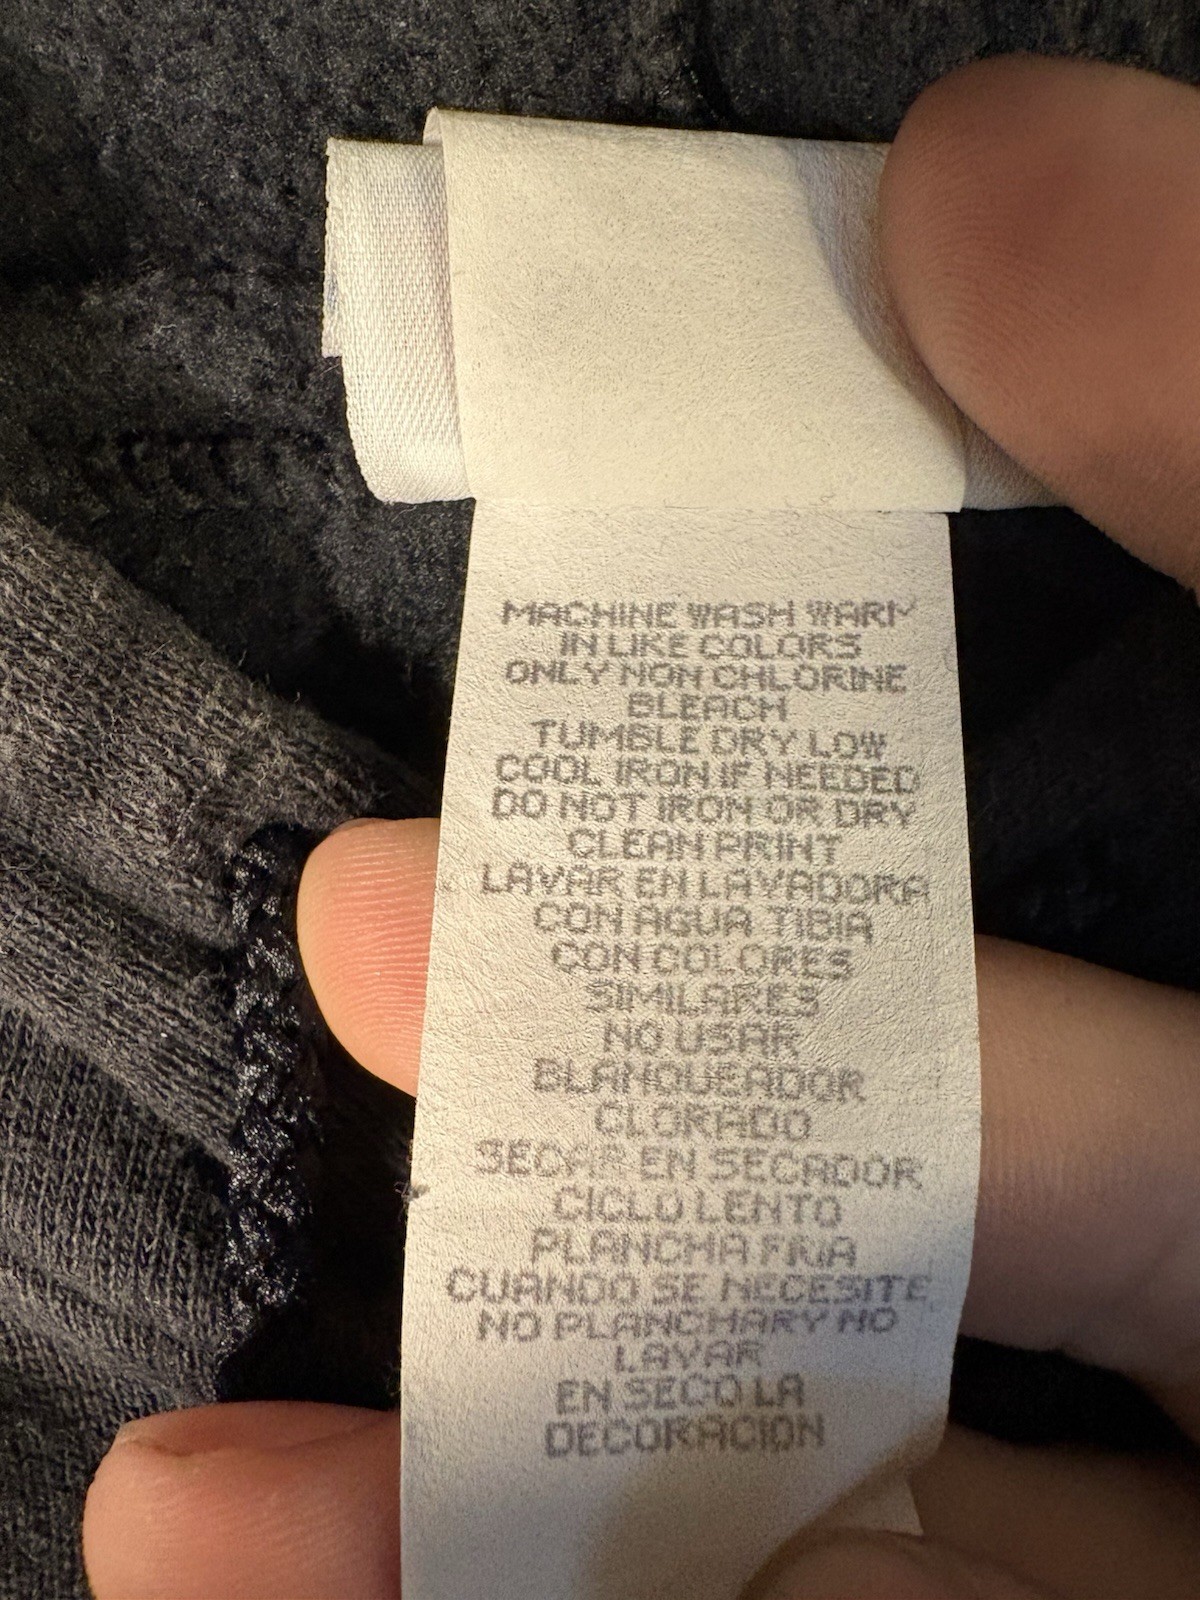 MACHINE WASH WARM
IN LIKE COLORS
ONLY NON CHLORINE
BLEACH
TUMBLE DRY LOW
COOL IRON IF NEEDED
DO NOT IRON OR DRY
CLEAN PRINT
LAVAR EN LAVADORA
CON AGUA TIBIA
CON COLORES
SIMILARES
NO USAR
BLANQUEADOR
CLORADO
SECAR EN SECADOR
CICLO LENTO
PLANCHA FRIA
CUANDO SE NECESITE
NO PLANCHARY NO
LAVAR
EN SECO LA
DECORACION